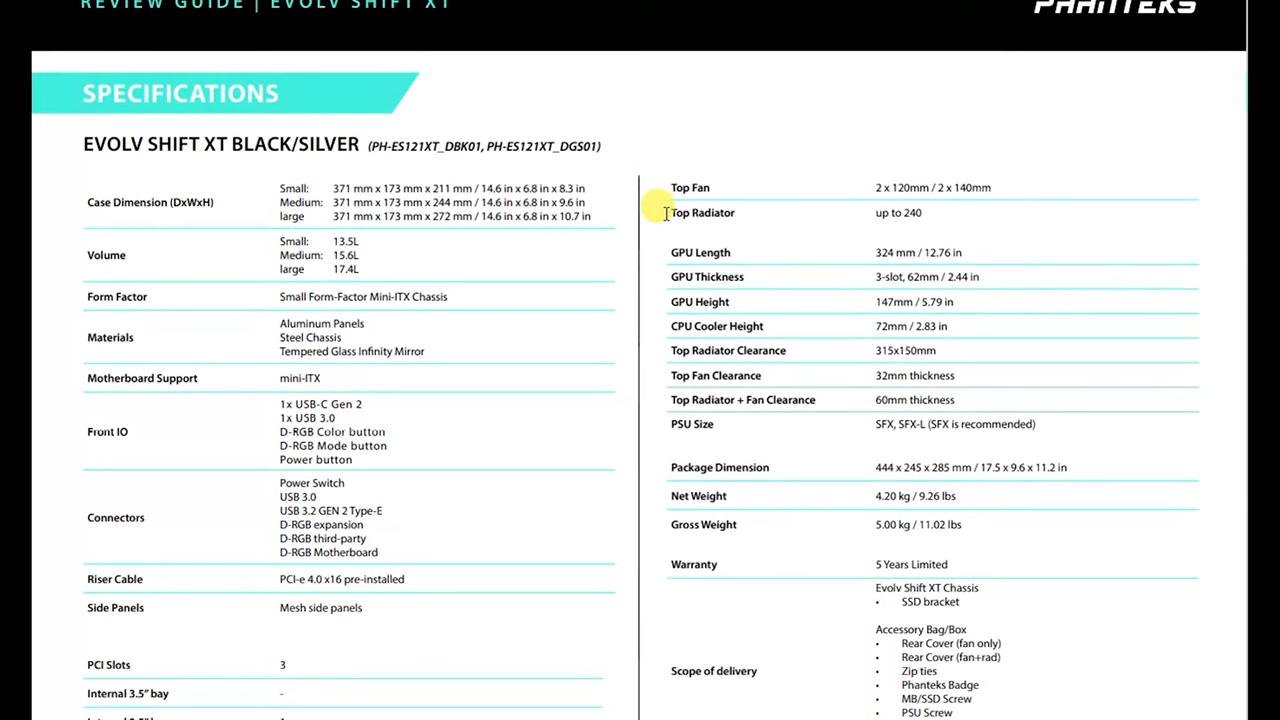 REVIEW GUIDE | EVOLV SHIFT XT
PHANTEKS
SPECIFICATIONS
EVOLV SHIFT XT BLACK/SILVER (PH-ES121XT_DBK01, PH-ES121XT_DGS01)
Case Dimension (DxWxH)
Small: 371 mm x 173 mm x 211 mm / 14.6 in x 6.8 in x 8.3 in
Medium: 371 mm x 173 mm x 244 mm / 14.6 in x 6.8 in x 9.6 in
large 371 mm x 173 mm x 272 mm / 14.6 in x 6.8 in x 10.7 in
Volume
Small: 13.5L
Medium: 15.6L
large 17.4L
Form Factor Small Form-Factor Mini-ITX Chassis
Materials
Aluminum Panels
Steel Chassis
Tempered Glass Infinity Mirror
Motherboard Support mini-ITX
Front IO
1x USB-C Gen 2
1x USB 3.0
D-RGB Color button
D-RGB Mode button
Power button
Connectors
Power Switch
USB 3.0
USB 3.2 GEN 2 Type-E
D-RGB expansion
D-RGB third-party
D-RGB Motherboard
Riser Cable PCI-e 4.0 x16 pre-installed
Side Panels Mesh side panels
PCI Slots 3
Internal 3.5” bay -
Top Fan 2 x 120mm / 2 x 140mm
Top Radiator up to 240
GPU Length 324 mm / 12.76 in
GPU Thickness 3-slot, 62mm / 2.44 in
GPU Height 147mm / 5.79 in
CPU Cooler Height 72mm / 2.83 in
Top Radiator Clearance 315x150mm
Top Fan Clearance 32mm thickness
Top Radiator + Fan Clearance 60mm thickness
PSU Size SFX, SFX-L (SFX is recommended)
Package Dimension 444 x 245 x 285 mm / 17.5 x 9.6 x 11.2 in
Net Weight 4.20 kg / 9.26 lbs
Gross Weight 5.00 kg / 11.02 lbs
Warranty 5 Years Limited
Scope of delivery
Evolv Shift XT Chassis
• SSD bracket
Accessory Bag/Box
• Rear Cover (fan only)
• Rear Cover (fan+rad)
• Zip ties
• Phanteks Badge
• MB/SSD Screw
• PSU Screw